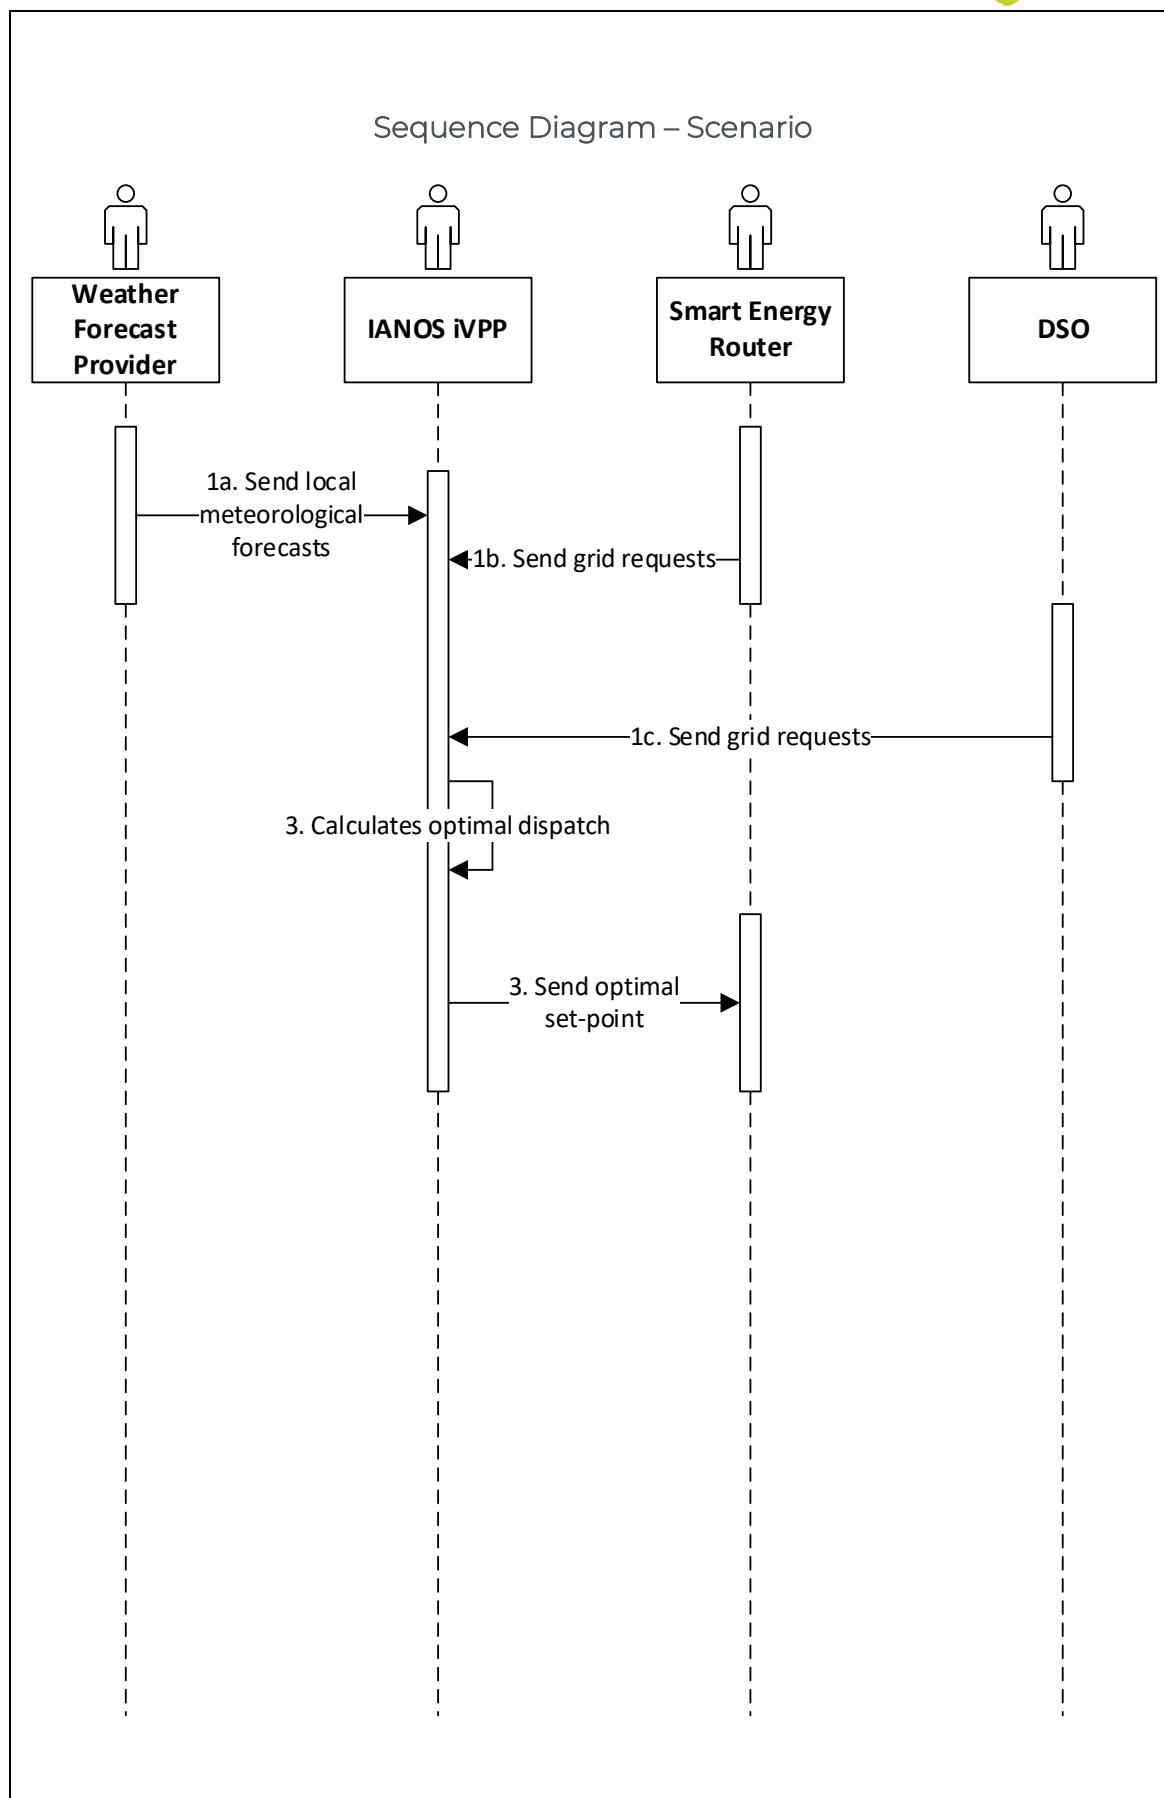 Sequence Diagram – Scenario
Weather
Forecast
Provider
IANOS iVPP
Smart Energy
Router
DSO
1a. Send local
meteorological
forecasts
1b. Send grid requests
1c. Send grid requests
3. Calculates optimal dispatch
3. Send optimal
set-point